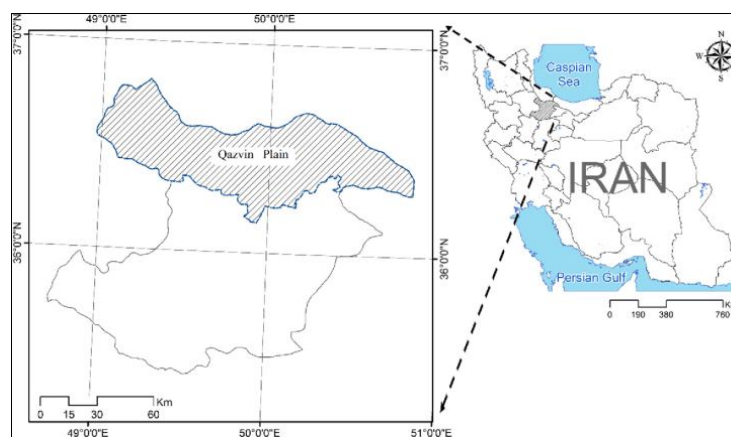 49°0'0"E
50°0'0"E
37°0'0"N
37°0'0"N
Qazvin Plain
36°0'0"N
36°0'0"N
0 15 30 60
Km
49°0'0"E
50°0'0"E
51°0'0"E
Caspian
Sea
N
W
E
S
IRAN
Persian Gulf
0 190 380 760